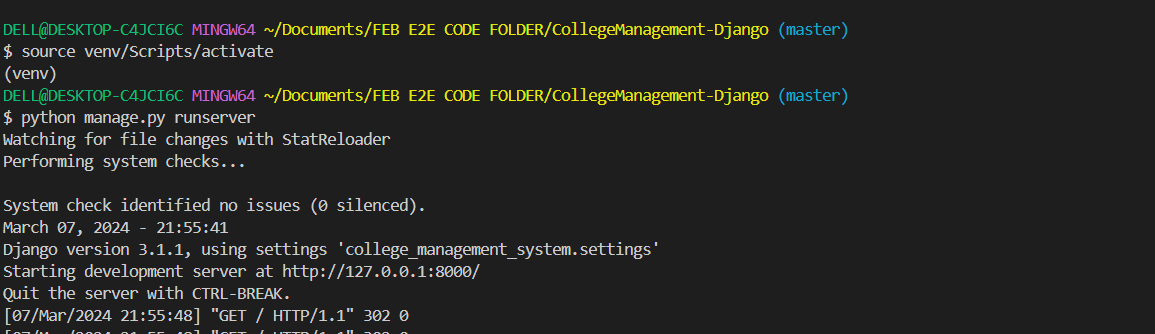 DELL@DESKTOP-C4JCI6C MINGW64 ~/Documents/FEB E2E CODE FOLDER/CollegeManagement-Django (master)
$ source venv/Scripts/activate
(venv)
DELL@DESKTOP-C4JCI6C MINGW64 ~/Documents/FEB E2E CODE FOLDER/CollegeManagement-Django (master)
$ python manage.py runserver
Watching for file changes with StatReloader
Performing system checks...
System check identified no issues (0 silenced).
March 07, 2024 - 21:55:41
Django version 3.1.1, using settings 'college_management_system.settings'
Starting development server at http://127.0.0.1:8000/
Quit the server with CTRL-BREAK.
[07/Mar/2024 21:55:48] "GET / HTTP/1.1" 302 0